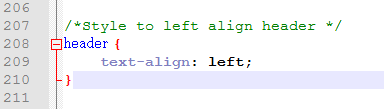 206
207 /*Style to left align header */
208 header {
209 text-align: left;
210 }
211